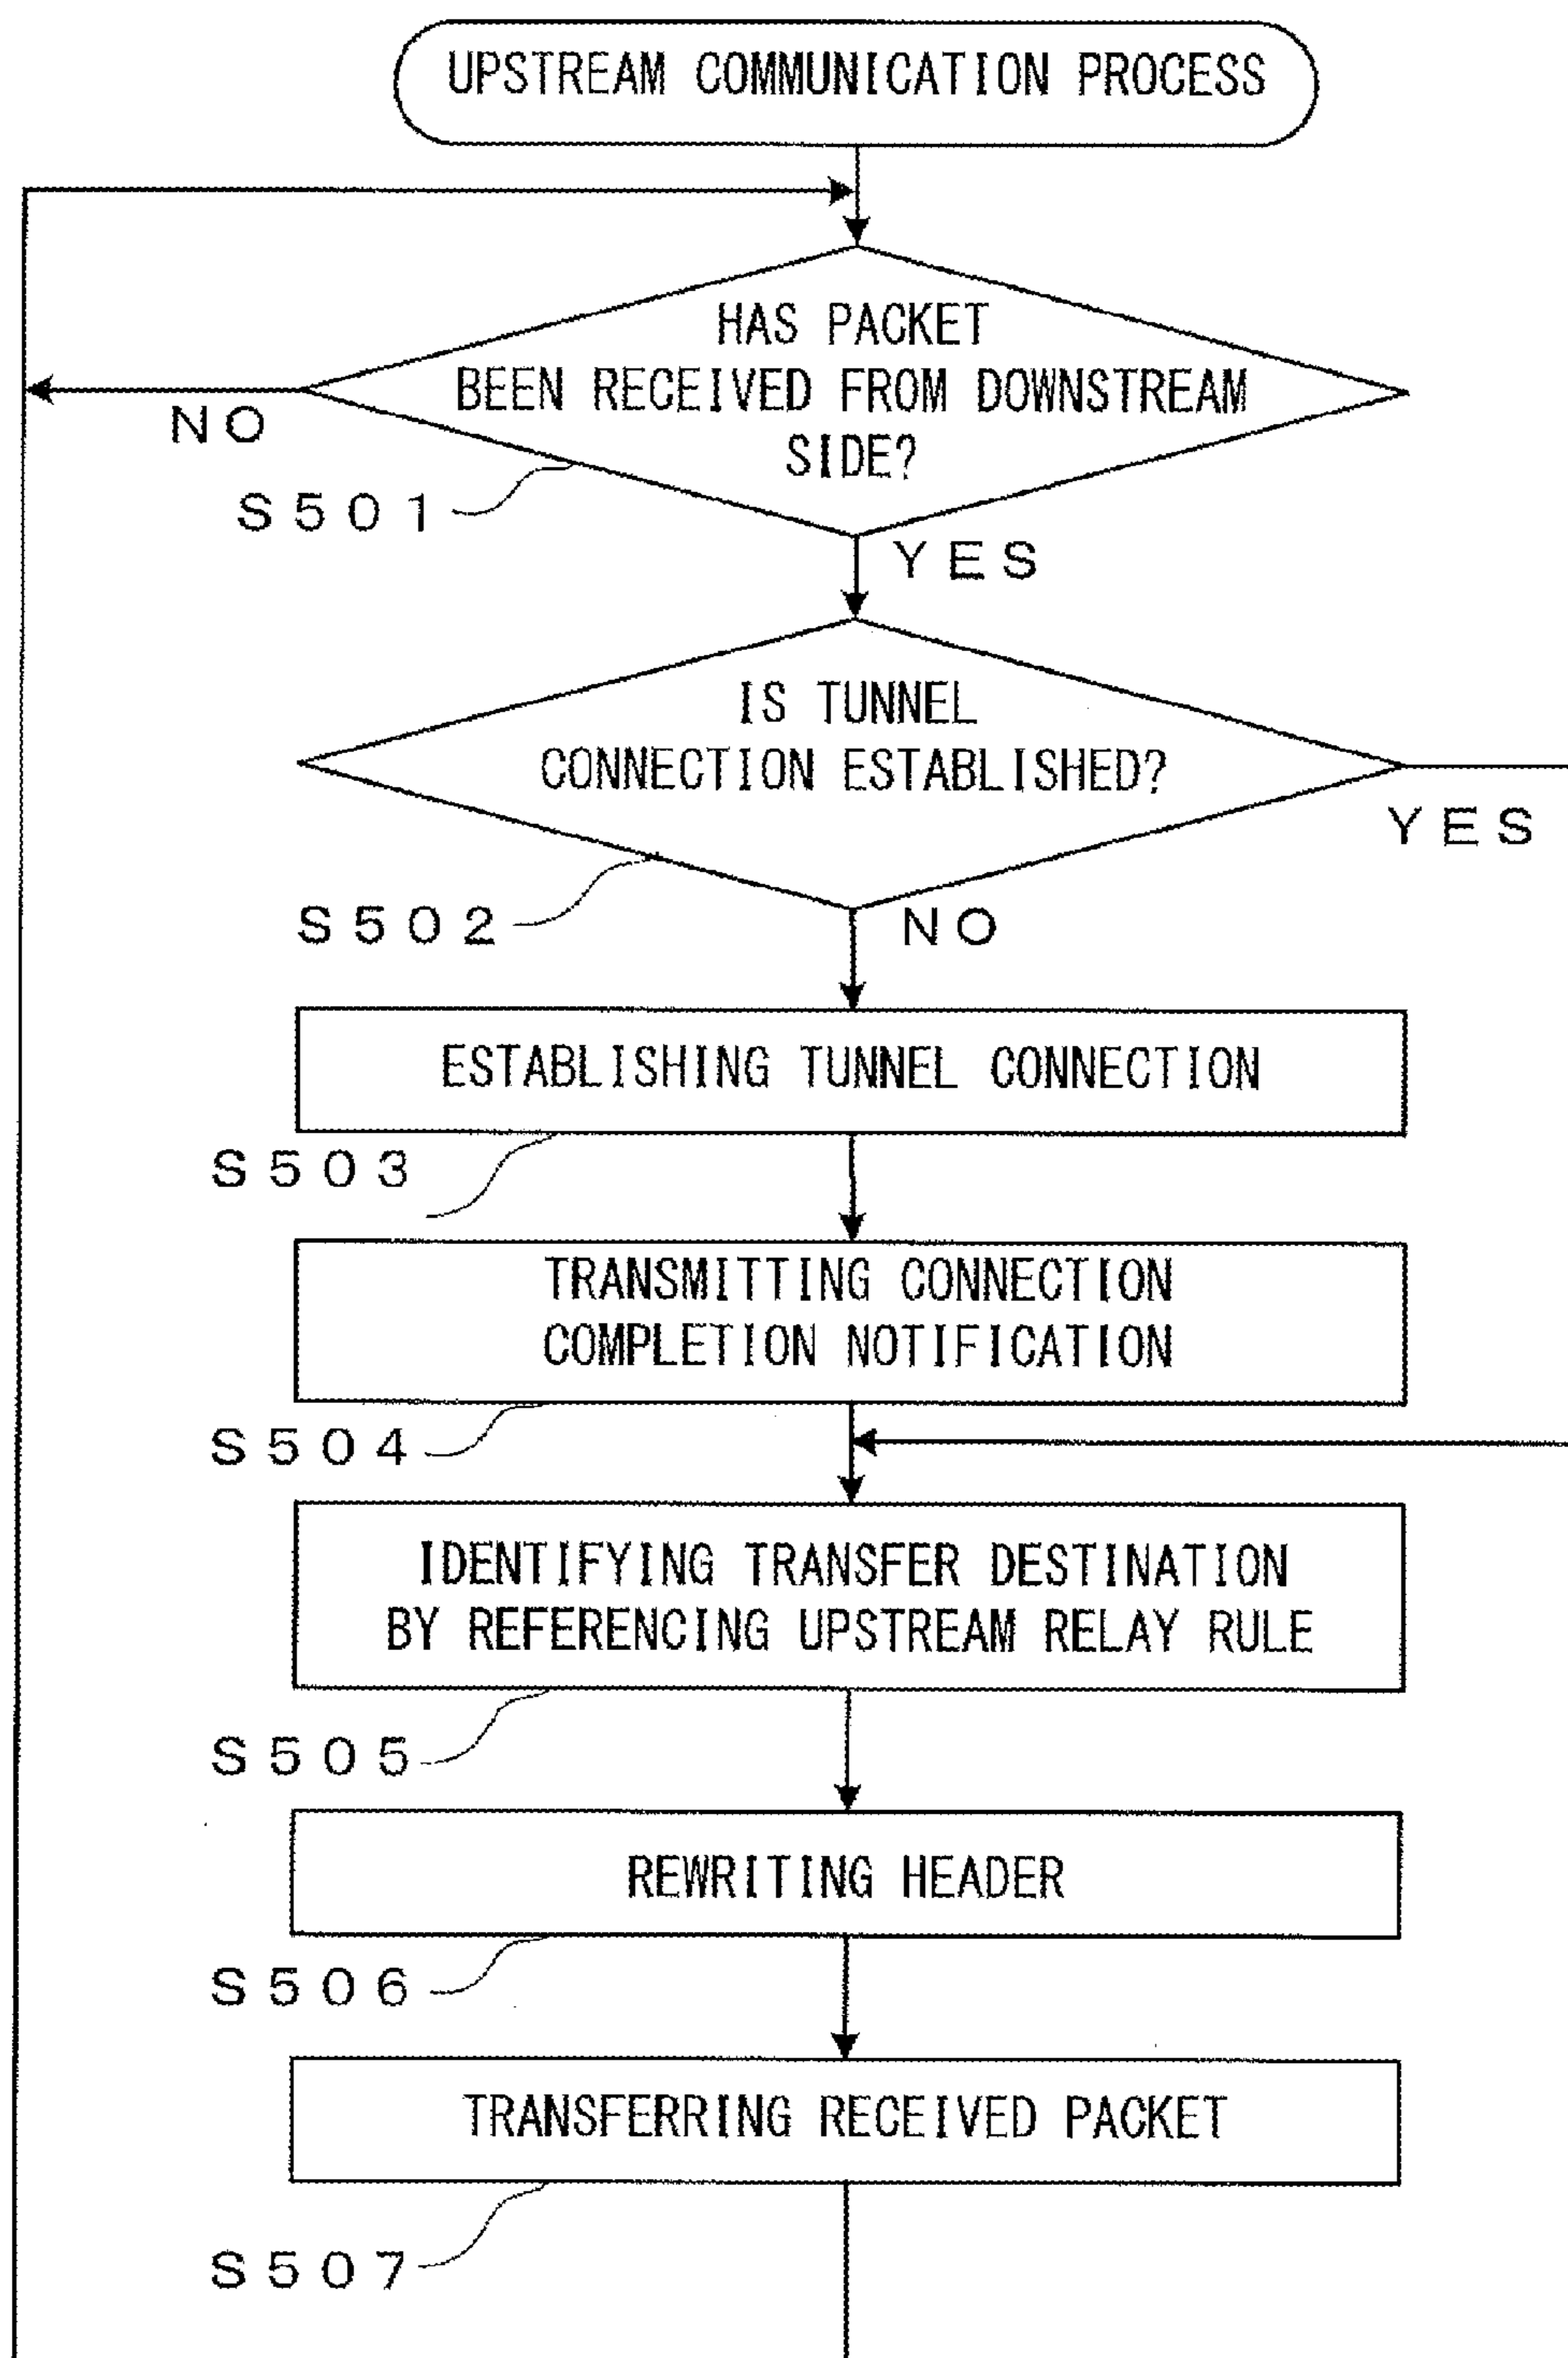 UPSTREAM COMMUNICATION PROCESS
HAS PACKET
BEEN RECEIVED FROM DOWNSTREAM
SIDE?
NO
S501
YES
IS TUNNEL
CONNECTION ESTABLISHED?
YES
S502
NO
ESTABLISHING TUNNEL CONNECTION
S503
TRANSMITTING CONNECTION
COMPLETION NOTIFICATION
S504
IDENTIFYING TRANSFER DESTINATION
BY REFERENCING UPSTREAM RELAY RULE
S505
REWRITING HEADER
S506
TRANSFERRING RECEIVED PACKET
S507